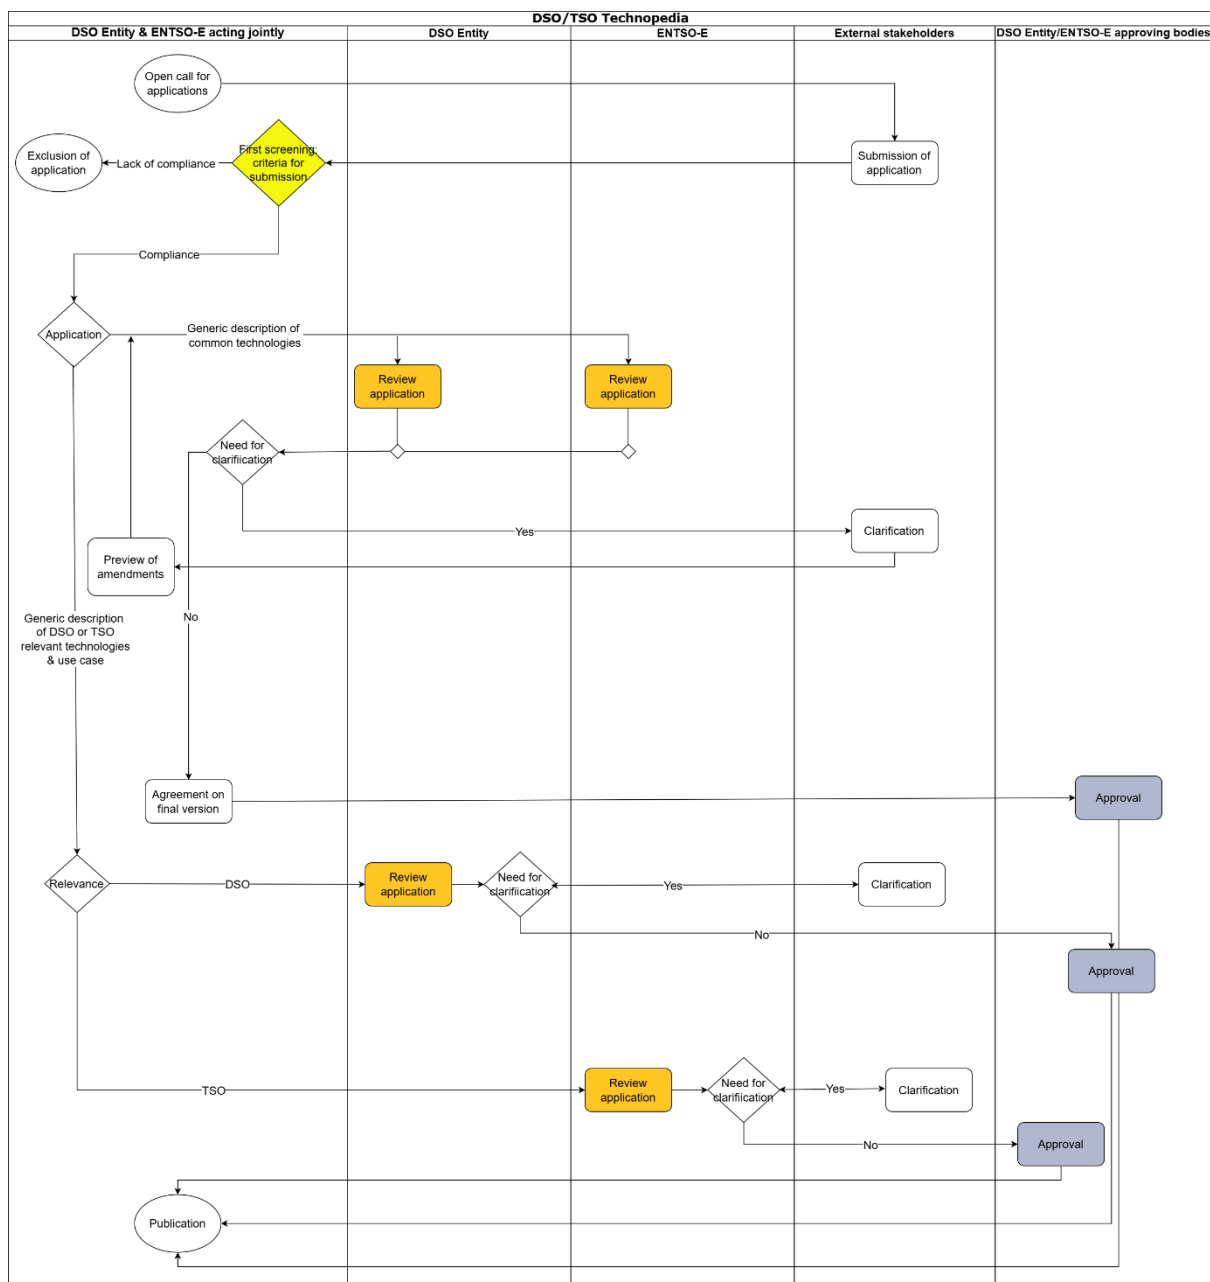 DSO/TSO Technopedia
DSO Entity & ENTSO-E acting jointly
DSO Entity
ENTSO-E
External stakeholders
DSO Entity/ENTSO-E approving bodies
Open call for
applications
Exclusion of
application
Lack of compliance
First screening:
criteria for
submission
Submission of
application
Compliance
Application
Generic description of
common technologies
Review
application
Review
application
Need for
clarifiication
Yes
Clarification
Preview of
amendments
No
Generic description
of DSO or TSO
relevant technologies
& use case
Agreement on
final version
Approval
Relevance
DSO
Review
application
Need for
clarifiication
Yes
Clarification
No
Approval
TSO
Review
application
Need for
clarifiication
Yes
Clarification
No
Approval
Publication